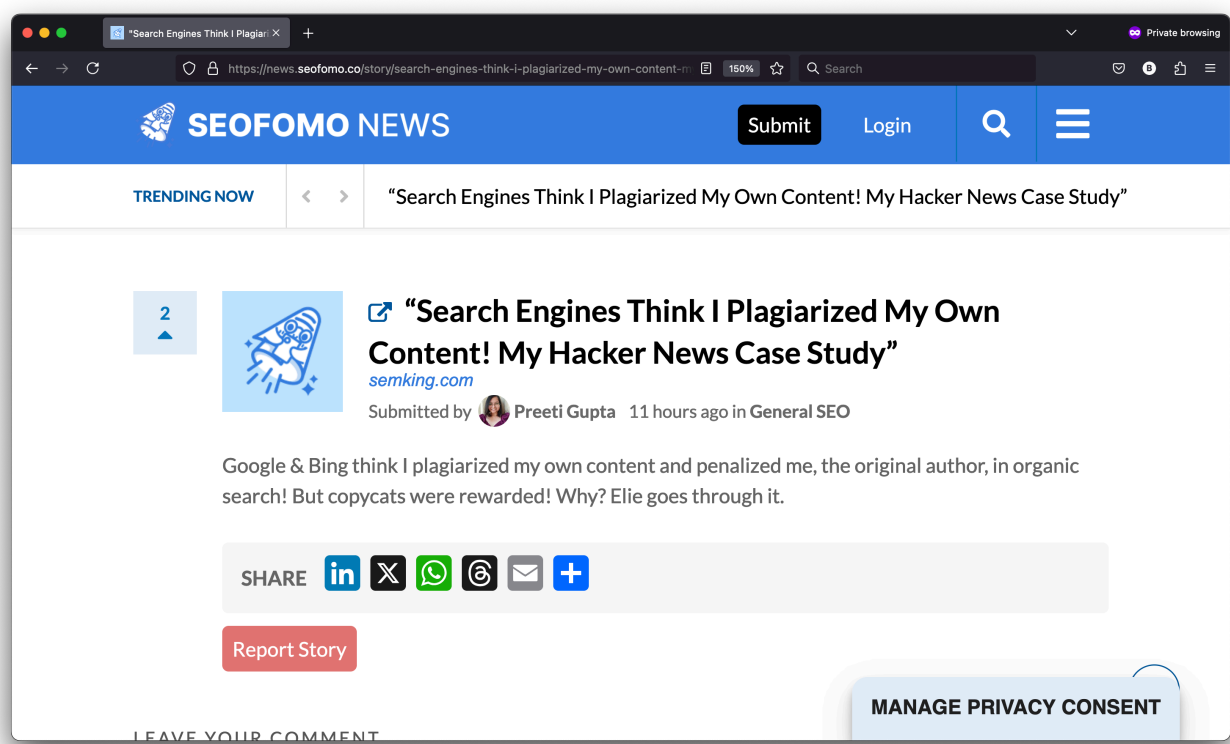 "Search Engines Think I Plagiari
Private browsing
https://news.seofomo.co/story/search-engines-think-i-plagiarized-my-own-content-m
150%
Search
B
SEOFOMO NEWS
Submit
Login
TRENDING NOW
“Search Engines Think I Plagiarized My Own Content! My Hacker News Case Study”
2
“Search Engines Think I Plagiarized My Own
Content! My Hacker News Case Study”
semking.com
Submitted by Preeti Gupta 11 hours ago in General SEO
Google & Bing think I plagiarized my own content and penalized me, the original author, in organic
search! But copycats were rewarded! Why? Elie goes through it.
SHARE
in
X
Report Story
MANAGE PRIVACY CONSENT
LEAVE YOUR COMMENT